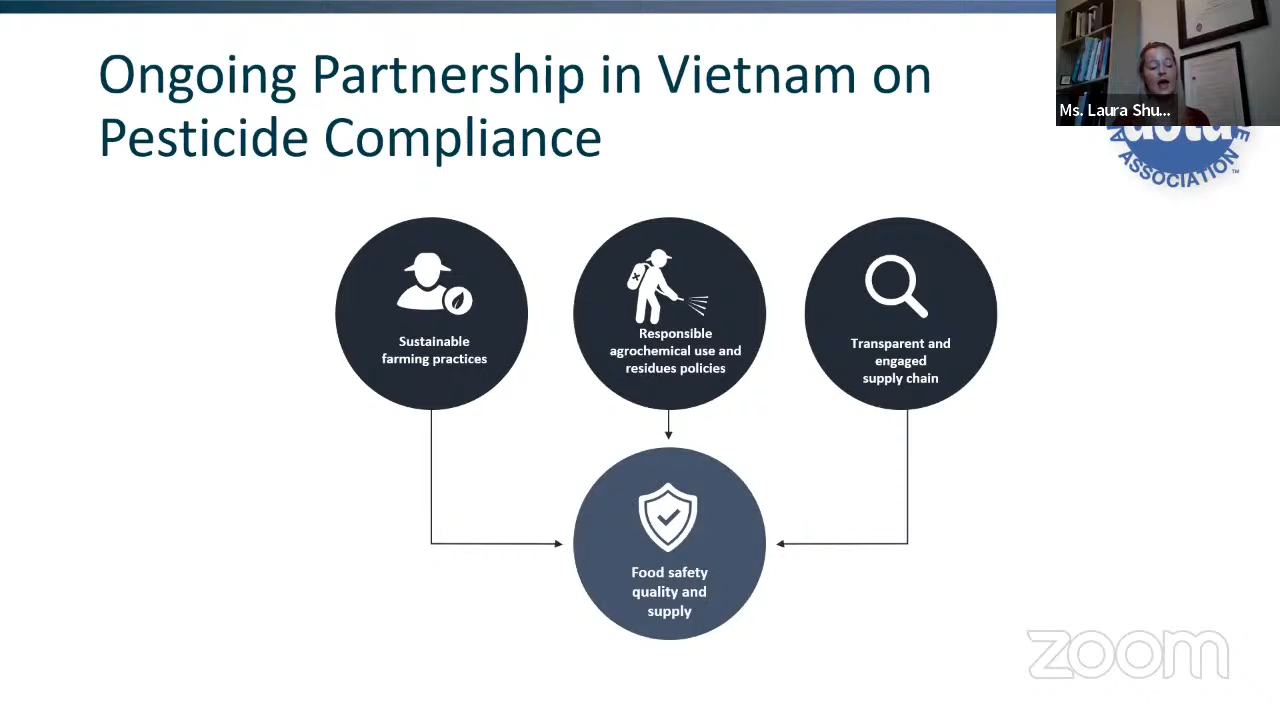 Ongoing Partnership in Vietnam on
Pesticide Compliance
Ms. Laura Shu...
ASSOCIATION
TM
Sustainable
farming practices
Responsible
agrochemical use and
residues policies
Transparent and
engaged
supply chain
Food safety
quality and
supply
zoom